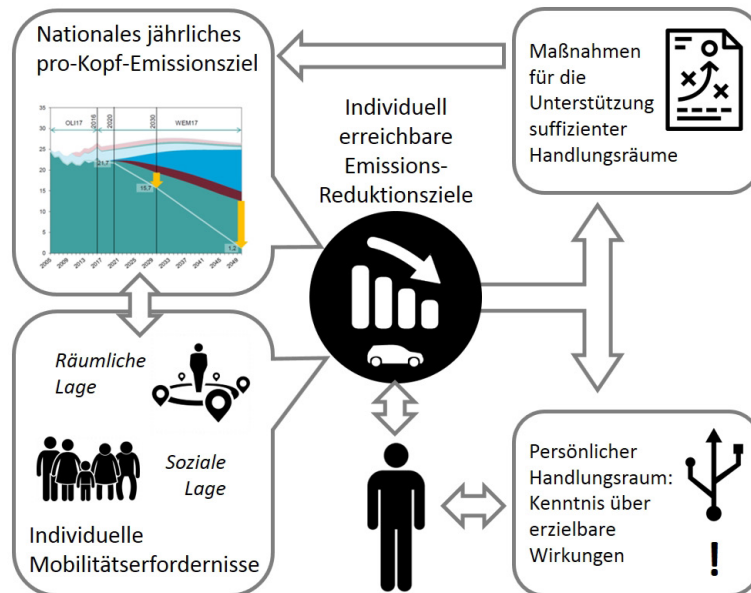 Nationales jährliches
pro-Kopf-Emissionsziel
35
30
25
20
15
10
5
0
OLI17
2016
2020
WEM17
2030
21,7
15,7
1,2
2005
2009
2013
2017
2021
2025
2029
2033
2037
2041
2045
2049
Individuell
erreichbare
Emissions-
Reduktionsziele
Maßnahmen
für die
Unterstützung
suffizienter
Handlungsräume
Räumliche
Lage
Soziale
Lage
Individuelle
Mobilitätserfordernisse
Persönlicher
Handlungsraum:
Kenntnis über
erzielbare
Wirkungen
!